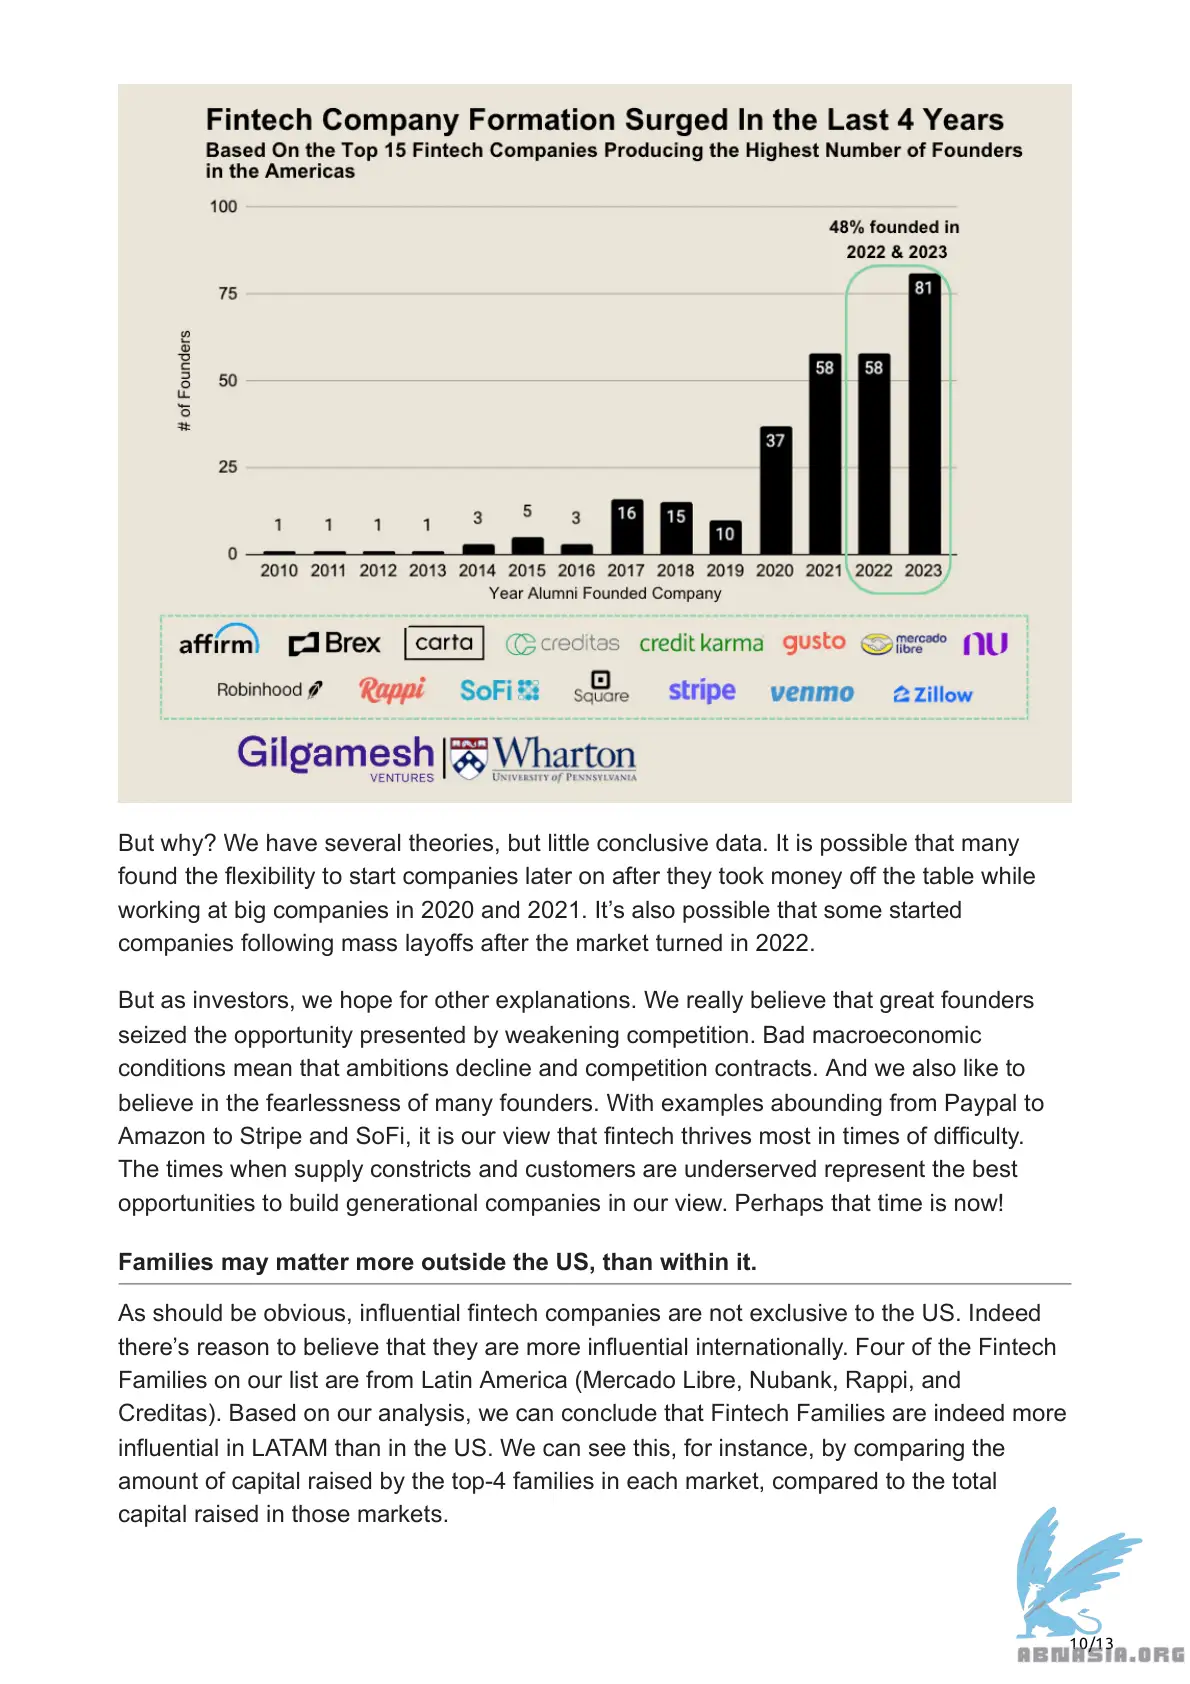 Fintech Company Formation Surged In the Last 4 Years
Based On the Top 15 Fintech Companies Producing the Highest Number of Founders
in the Americas
100
48% founded in
2022 & 2023
75
50
25
0
# of Founders
1 1 1 1 3 5 3 16 15 10 37 58 58 81
2010 2011 2012 2013 2014 2015 2016 2017 2018 2019 2020 2021 2022 2023
Year Alumni Founded Company
affirm Brex carta creditas credit karma gusto mercado libre nu
Robinhood Rappi SoFi Square stripe venmo Zillow
Gilgamesh VENTURES Wharton UNIVERSITY of PENNSYLVANIA
But why? We have several theories, but little conclusive data. It is possible that many
found the flexibility to start companies later on after they took money off the table while
working at big companies in 2020 and 2021. It’s also possible that some started
companies following mass layoffs after the market turned in 2022.
But as investors, we hope for other explanations. We really believe that great founders
seized the opportunity presented by weakening competition. Bad macroeconomic
conditions mean that ambitions decline and competition contracts. And we also like to
believe in the fearlessness of many founders. With examples abounding from Paypal to
Amazon to Stripe and SoFi, it is our view that fintech thrives most in times of difficulty.
The times when supply constricts and customers are underserved represent the best
opportunities to build generational companies in our view. Perhaps that time is now!
Families may matter more outside the US, than within it.
As should be obvious, influential fintech companies are not exclusive to the US. Indeed
there’s reason to believe that they are more influential internationally. Four of the Fintech
Families on our list are from Latin America (Mercado Libre, Nubank, Rappi, and
Creditas). Based on our analysis, we can conclude that Fintech Families are indeed more
influential in LATAM than in the US. We can see this, for instance, by comparing the
amount of capital raised by the top-4 families in each market, compared to the total
capital raised in those markets.
10/13
ABNASIA.ORG